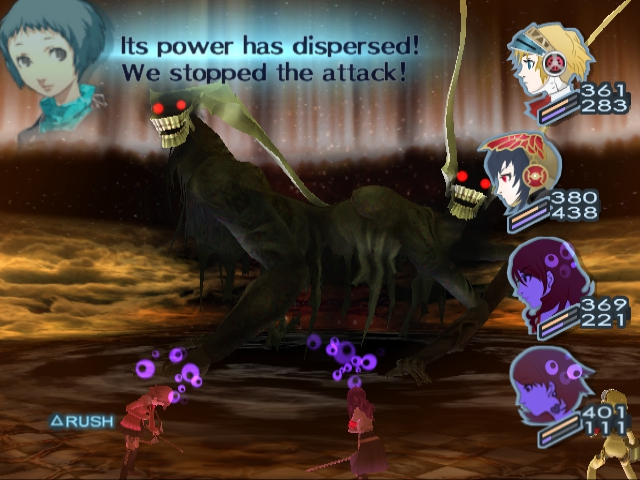 Its power has dispersed!
We stopped the attack!
361
283
380
438
369
221
△RUSH
401
111